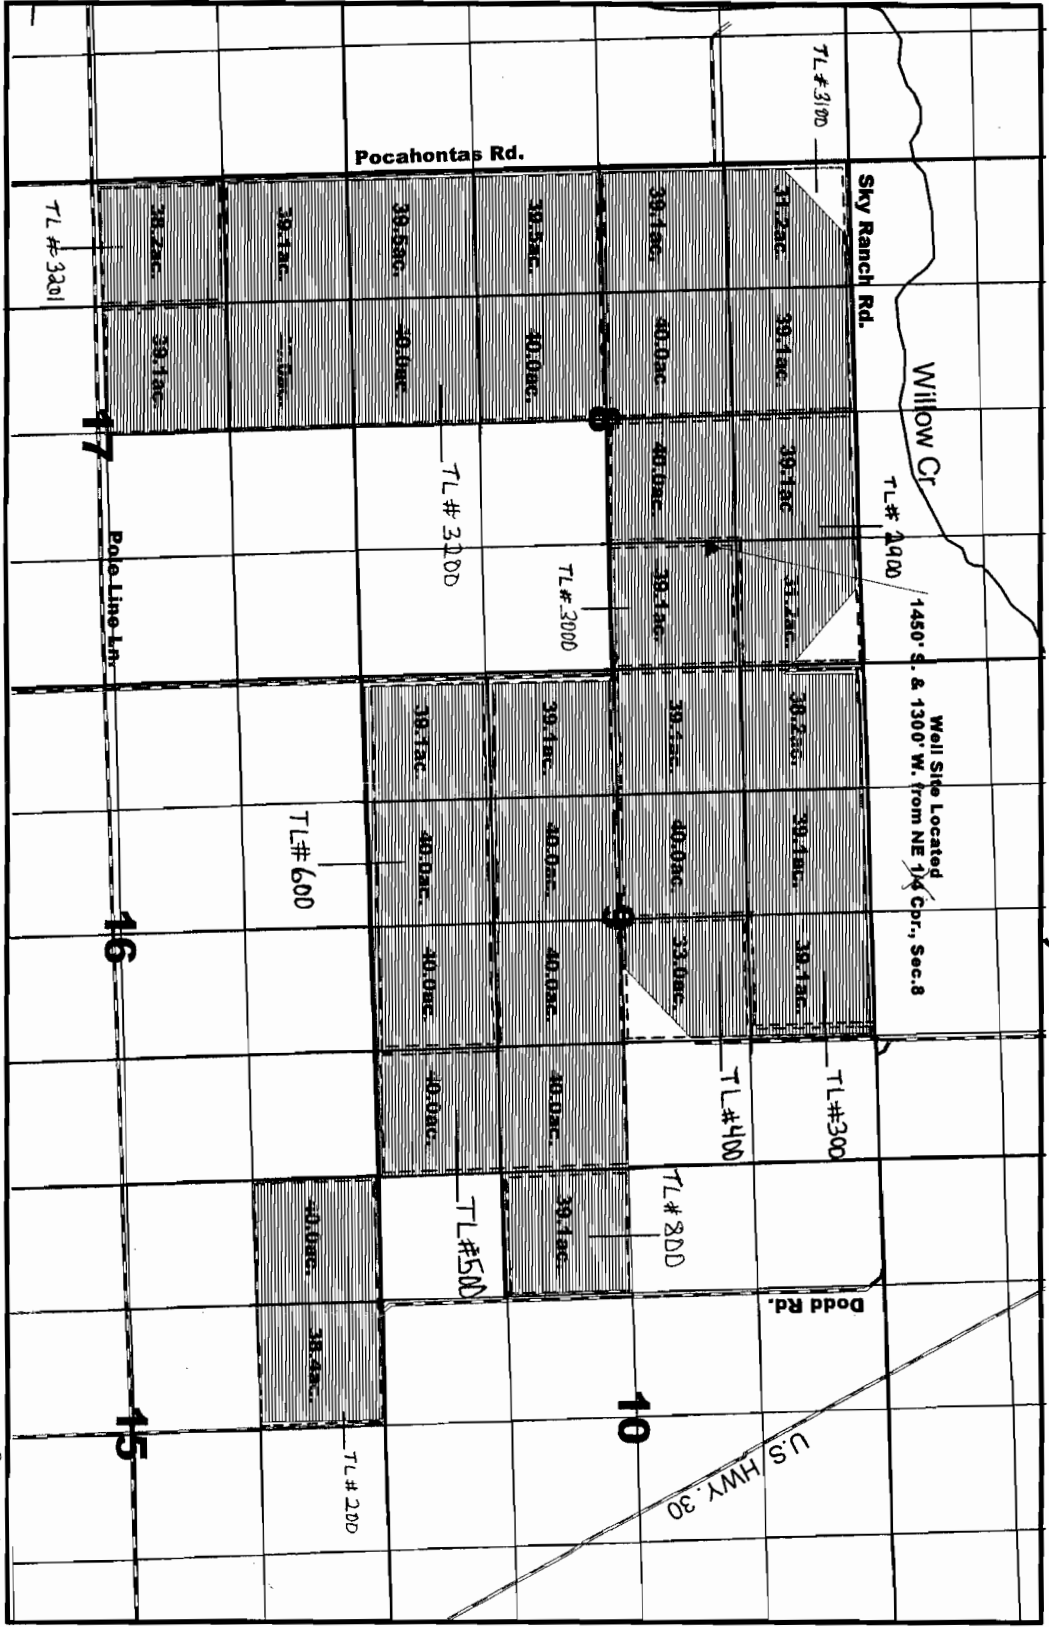 Well Site Located
1450' S. & 1300' W. from NE 1/4 Cor., Sec.8
Willow Cr
TL# 2900
Sky Ranch Rd.
TL# 3100
31.2ac.
39.1ac.
39.1ac
31.2ac.
38.2ac.
39.1ac.
39.1ac.
TL#300
Dodd Rd.
U.S. HWY. 30
39.1ac.
40.0ac.
40.0ac.
39.1ac.
39.1ac.
40.0ac.
33.0ac.
TL#400
TL# 800
8
9
10
TL# 3000
Pocahontas Rd.
39.5ac.
40.0ac.
39.1ac.
40.0ac.
40.0ac.
40.0ac.
39.1ac.
TL# 3200
39.5ac.
40.0ac.
39.1ac.
40.0ac.
40.0ac.
40.0ac.
TL#500
TL# 600
39.1ac.
40.0ac.
38.4ac.
TL# 200
38.2ac.
39.1ac.
TL# 3201
Pole Line Ln.
17
16
15